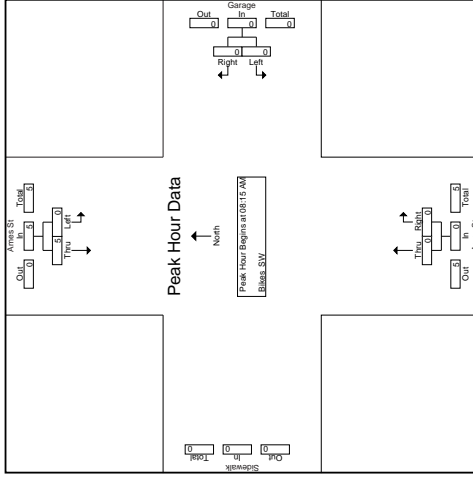 Garage
Out In Total
0 0 0
0 0
Right Left
Ames St
Out In Total
0 5 5
5 0
Thru Left
Peak Hour Data
North
Peak Hour Begins at 08:15 AM
Bikes SW
Right
Thru
0
0
Out In Total
5 0 5
Sidewalk
Out In Total
0 0 0